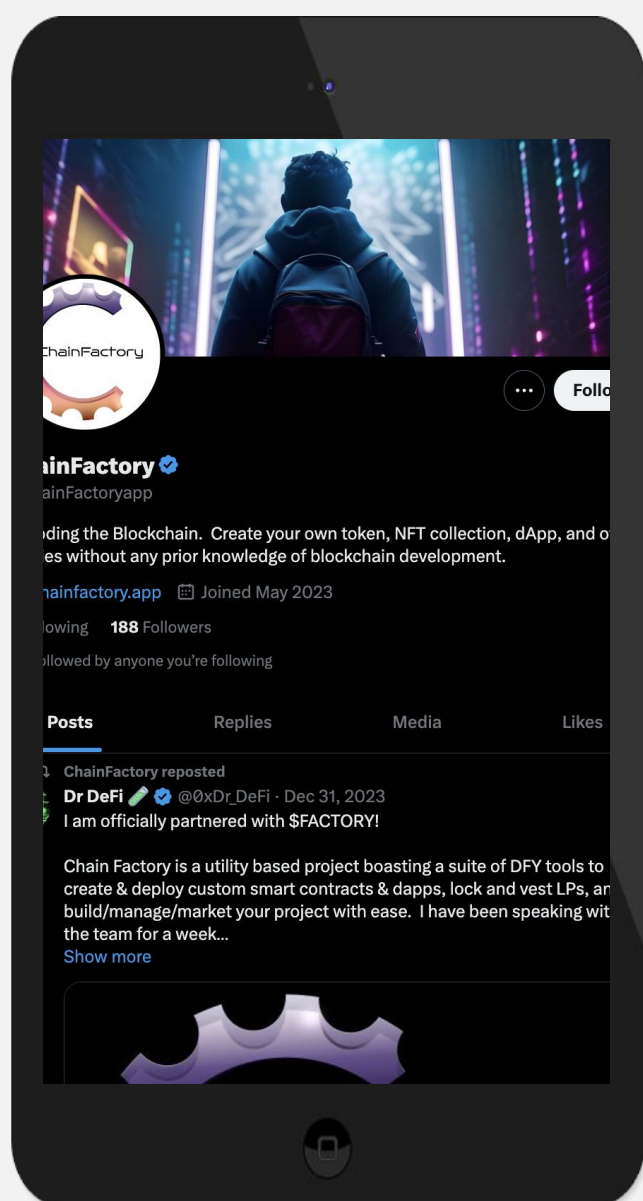 ChainFactory
Follo
ainFactory
ainFactoryapp
oding the Blockchain. Create your own token, NFT collection, dApp, and o
ies without any prior knowledge of blockchain development.
hainfactory.app Joined May 2023
lowing 188 Followers
ollowed by anyone you’re following
Posts Replies Media Likes
ChainFactory reposted
Dr DeFi @0xDr_DeFi · Dec 31, 2023
I am officially partnered with $FACTORY!
Chain Factory is a utility based project boasting a suite of DFY tools to
create & deploy custom smart contracts & dapps, lock and vest LPs, an
build/manage/market your project with ease. I have been speaking wit
the team for a week...
Show more